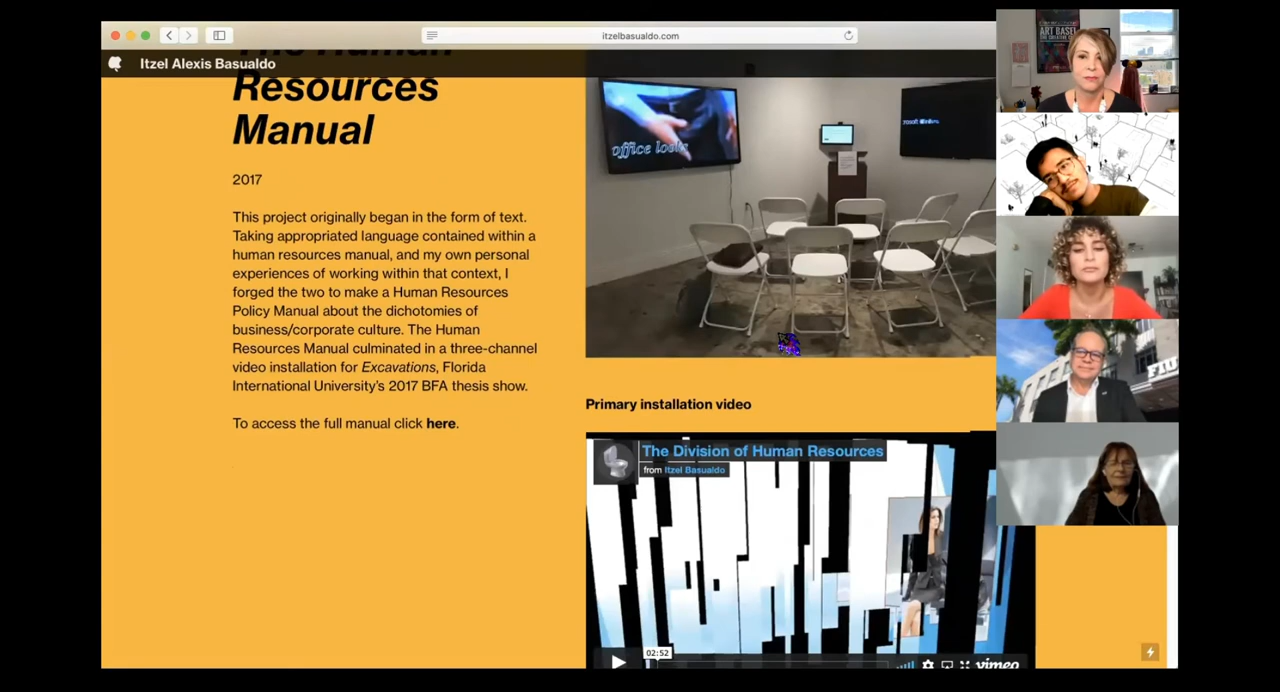 itzelbasualdo.com
Itzel Alexis Basualdo
The Human
Resources
Manual
2017
This project originally began in the form of text.
Taking appropriated language contained within a
human resources manual, and my own personal
experiences of working within that context, I
forged the two to make a Human Resources
Policy Manual about the dichotomies of
business/corporate culture. The Human
Resources Manual culminated in a three-channel
video installation for Excavations, Florida
International University's 2017 BFA thesis show.
To access the full manual click here.
office look
Primary installation video
The Division of Human Resources
from Itzel Basualdo
02:52
vimeo
ART BASEL
FIU